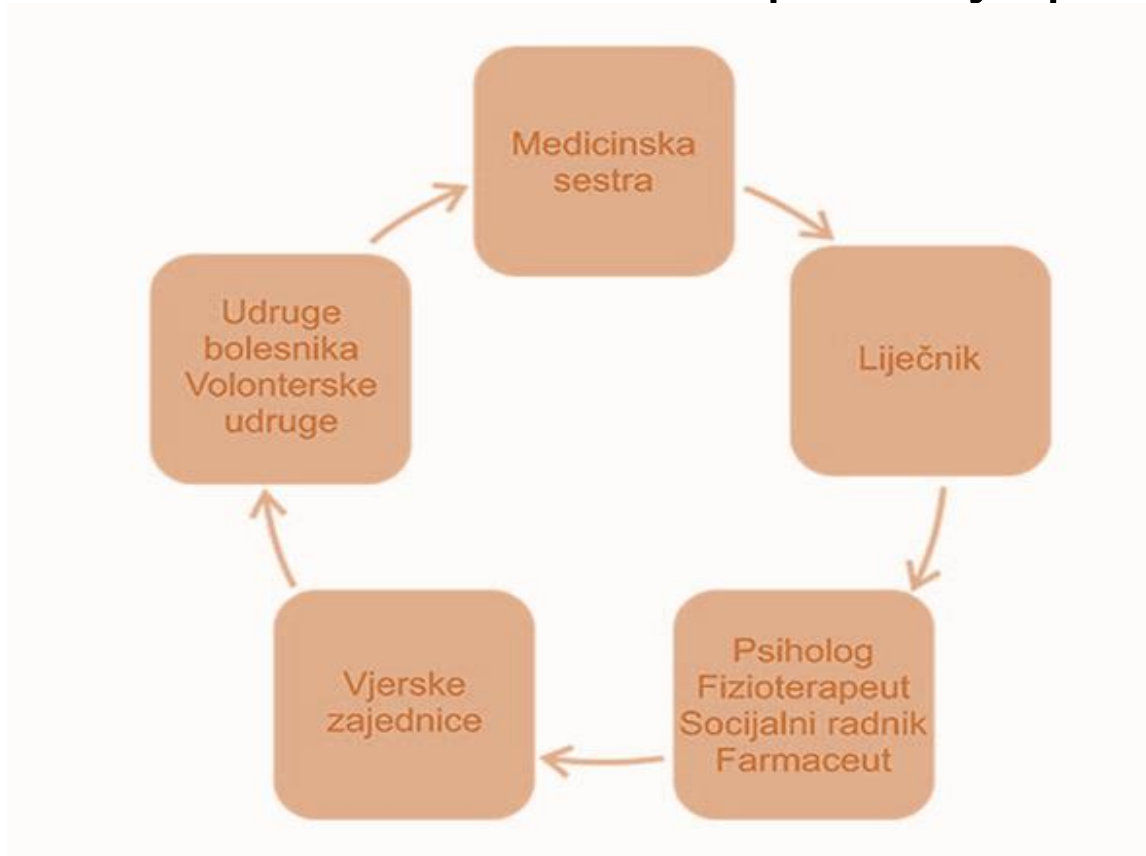 Medicinska
sestra
Liječnik
Psiholog
Fizioterapeut
Socijalni radnik
Farmaceut
Vjerske
zajednice
Udruge
bolesnika
Volonterske
udruge